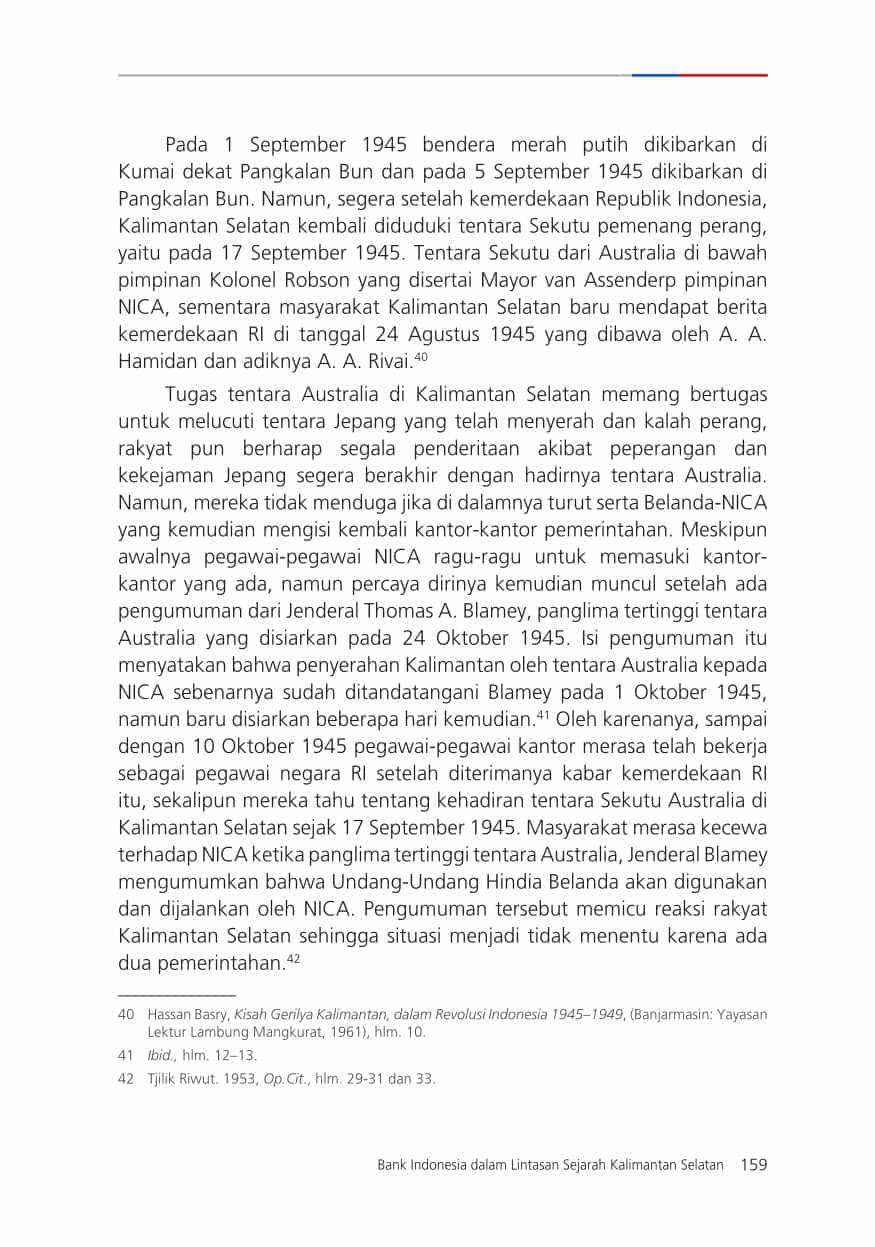 Pada 1 September 1945 bendera merah putih dikibarkan di
Kumai dekat Pangkalan Bun dan pada 5 September 1945 dikibarkan di
Pangkalan Bun. Namun, segera setelah kemerdekaan Republik Indonesia,
Kalimantan Selatan kembali diduduki tentara Sekutu pemenang perang,
yaitu pada 17 September 1945. Tentara Sekutu dari Australia di bawah
pimpinan Kolonel Robson yang disertai Mayor van Assenderp pimpinan
NICA, sementara masyarakat Kalimantan Selatan baru mendapat berita
kemerdekaan RI di tanggal 24 Agustus 1945 yang dibawa oleh A. A.
Hamidan dan adiknya A. A. Rivai.40
Tugas tentara Australia di Kalimantan Selatan memang bertugas
untuk melucuti tentara Jepang yang telah menyerah dan kalah perang,
rakyat pun berharap segala penderitaan akibat peperangan dan
kekejaman Jepang segera berakhir dengan hadirnya tentara Australia.
Namun, mereka tidak menduga jika di dalamnya turut serta Belanda-NICA
yang kemudian mengisi kembali kantor-kantor pemerintahan. Meskipun
awalnya pegawai-pegawai NICA ragu-ragu untuk memasuki kantor-
kantor yang ada, namun percaya dirinya kemudian muncul setelah ada
pengumuman dari Jenderal Thomas A. Blamey, panglima tertinggi tentara
Australia yang disiarkan pada 24 Oktober 1945. Isi pengumuman itu
menyatakan bahwa penyerahan Kalimantan oleh tentara Australia kepada
NICA sebenarnya sudah ditandatangani Blamey pada 1 Oktober 1945,
namun baru disiarkan beberapa hari kemudian.41 Oleh karenanya, sampai
dengan 10 Oktober 1945 pegawai-pegawai kantor merasa telah bekerja
sebagai pegawai negara RI setelah diterimanya kabar kemerdekaan RI
itu, sekalipun mereka tahu tentang kehadiran tentara Sekutu Australia di
Kalimantan Selatan sejak 17 September 1945. Masyarakat merasa kecewa
terhadap NICA ketika panglima tertinggi tentara Australia, Jenderal Blamey
mengumumkan bahwa Undang-Undang Hindia Belanda akan digunakan
dan dijalankan oleh NICA. Pengumuman tersebut memicu reaksi rakyat
Kalimantan Selatan sehingga situasi menjadi tidak menentu karena ada
dua pemerintahan.42
40 Hassan Basry, Kisah Gerilya Kalimantan, dalam Revolusi Indonesia 1945–1949, (Banjarmasin: Yayasan
Lektur Lambung Mangkurat, 1961), hlm. 10.
41 Ibid., hlm. 12–13.
42 Tjilik Riwut. 1953, Op.Cit., hlm. 29-31 dan 33.
Bank Indonesia dalam Lintasan Sejarah Kalimantan Selatan 159